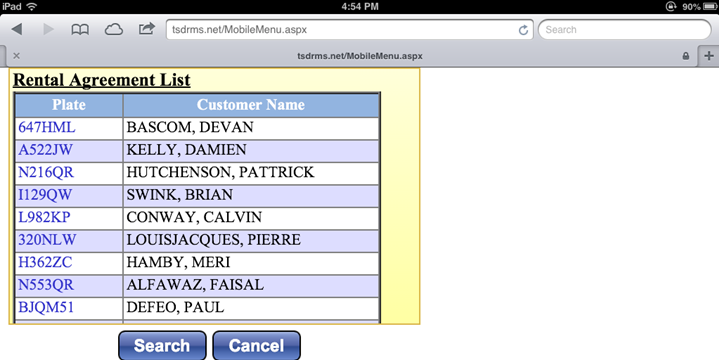 iPad 4:54 PM 90%
tsdrms.net/MobileMenu.aspx Search
tsdrms.net/MobileMenu.aspx
Rental Agreement List
Plate Customer Name
647HML BASCOM, DEVAN
A522JW KELLY, DAMIEN
N216QR HUTCHENSON, PATTRICK
I129QW SWINK, BRIAN
L982KP CONWAY, CALVIN
320NLW LOUISJACQUES, PIERRE
H362ZC HAMBY, MERI
N553QR ALFAWAZ, FAISAL
BJQM51 DEFEO, PAUL
Search Cancel